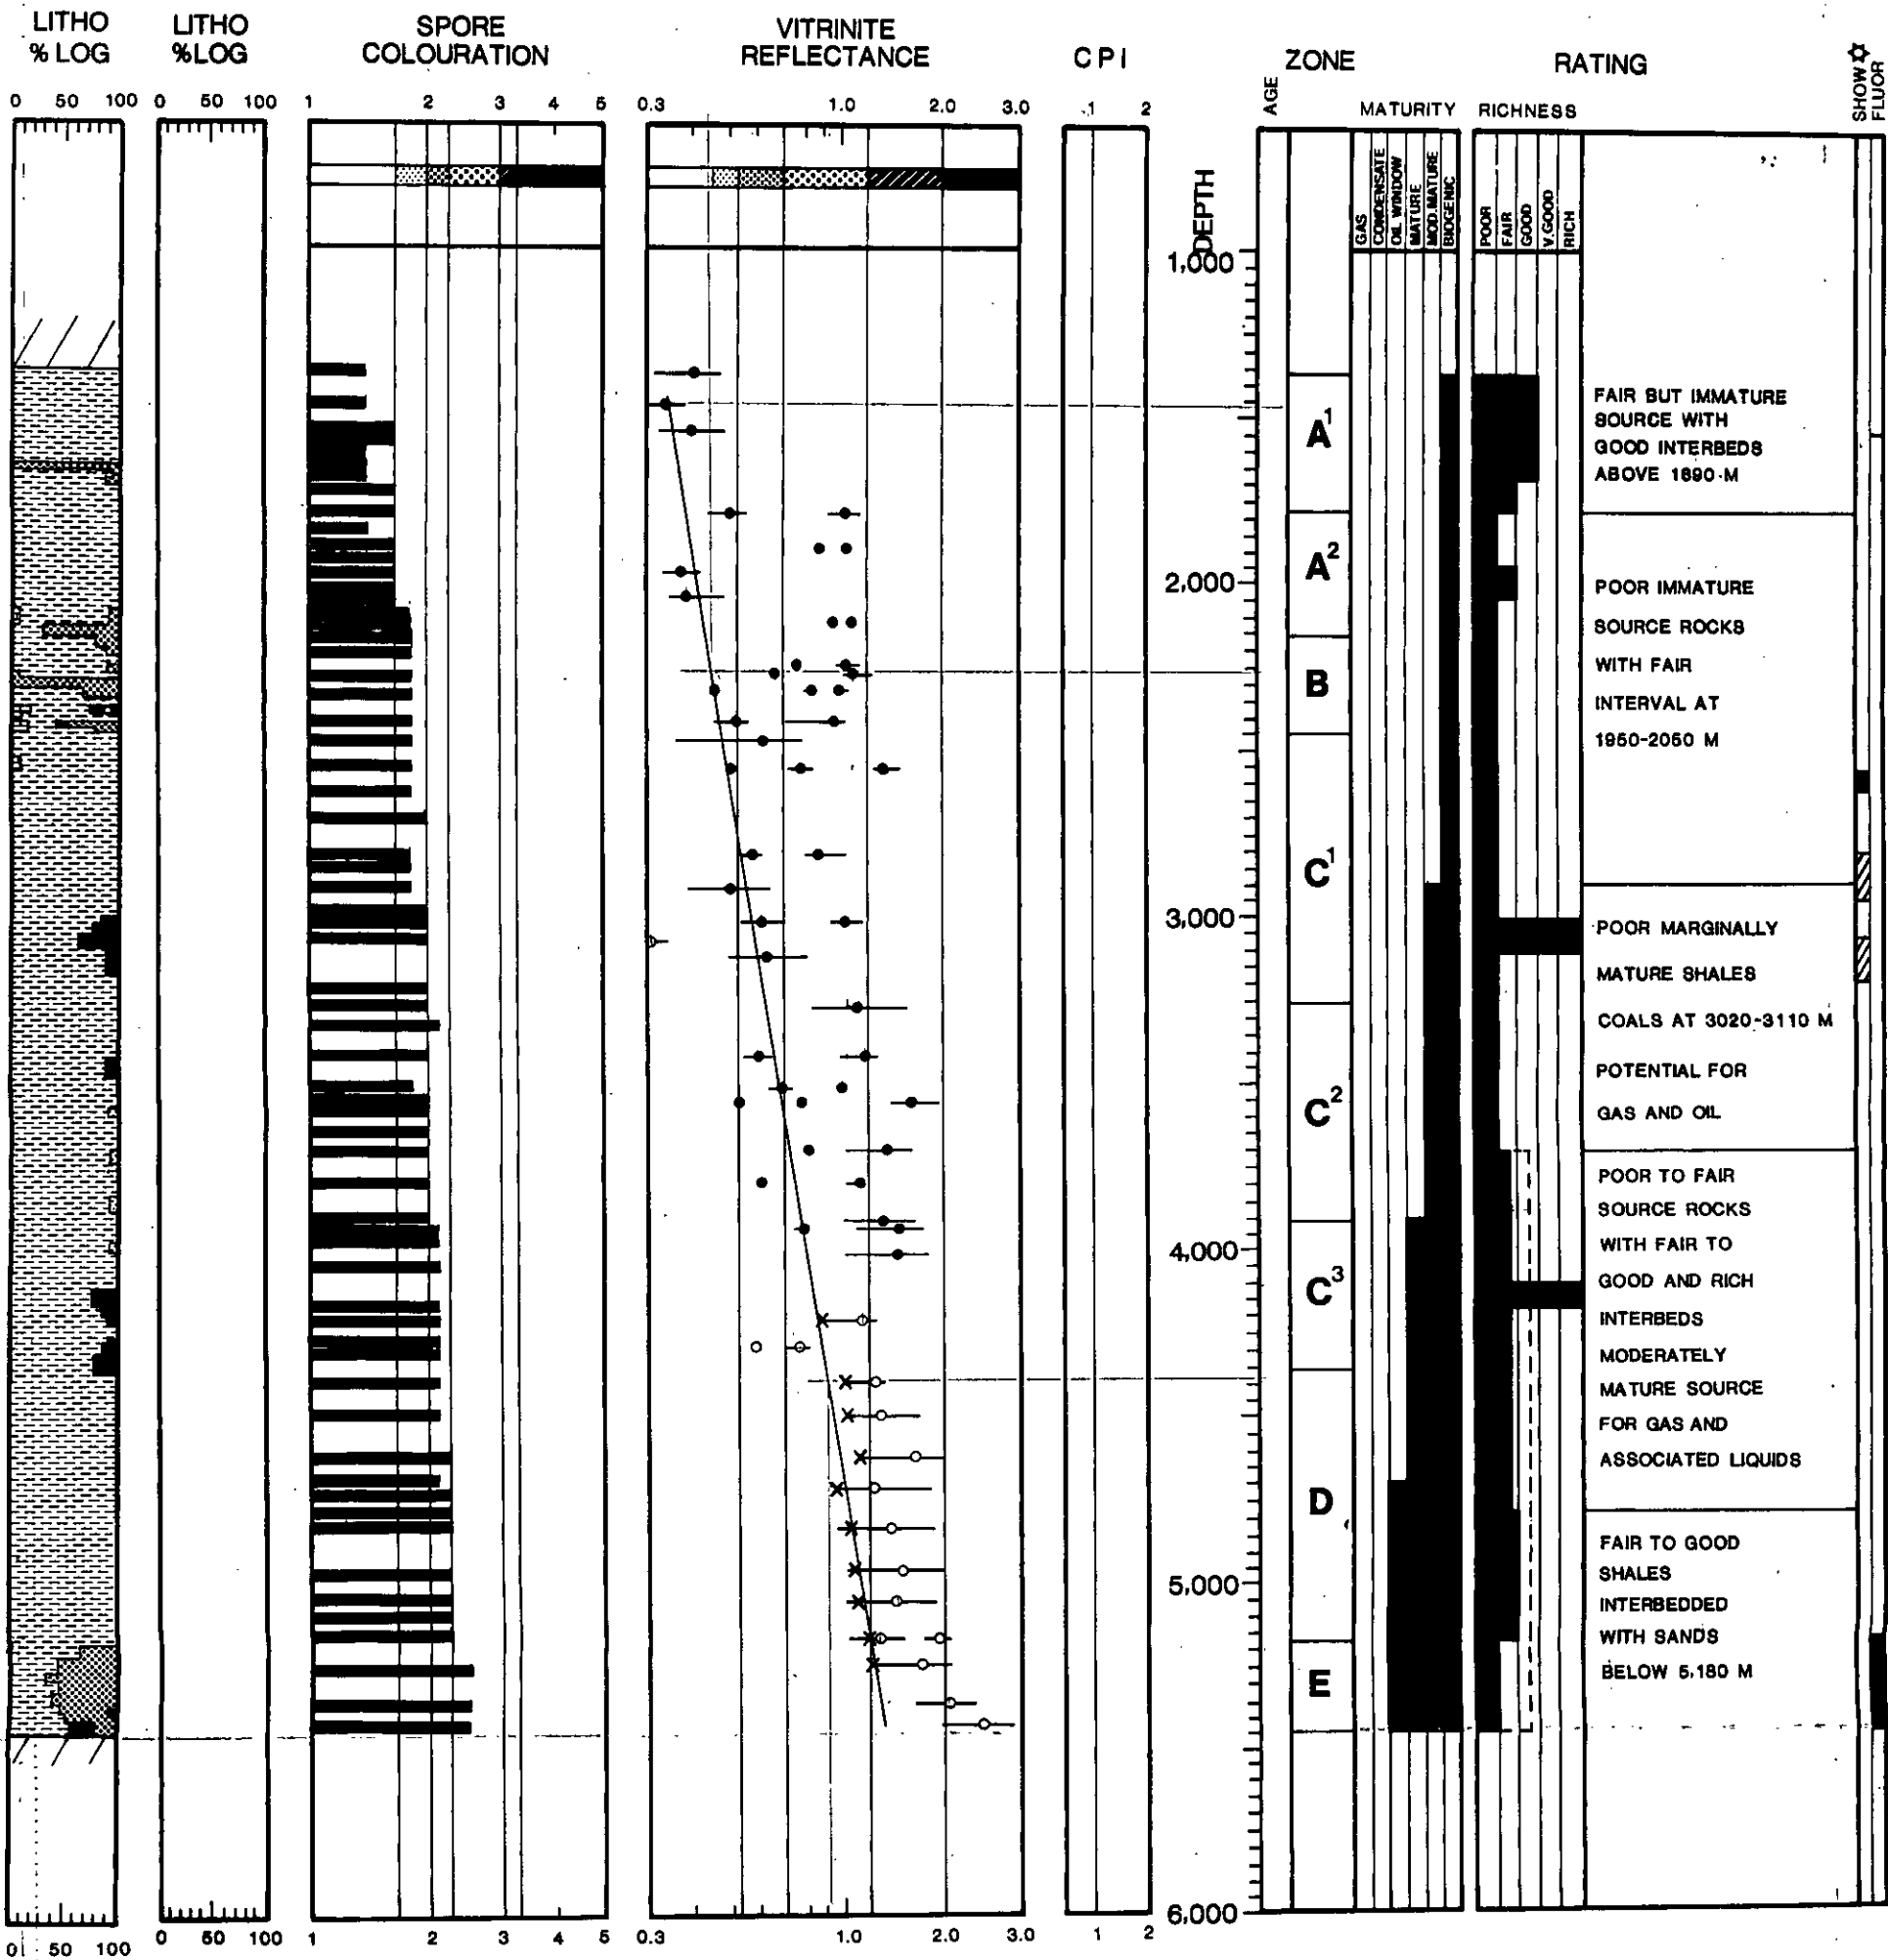 LITHO
% LOG
LITHO
%LOG
SPORE
COLOURATION
VITRINITE
REFLECTANCE
CPI
ZONE
RATING
AGE
SHOW
FLUOR
MATURITY
RICHNESS
0 50 100
0 50 100
1 2 3 4 5
0.3 1.0 2.0 3.0
.1 2
DEPTH
GAS
CONDENSATE
OIL WINDOW
MATURE
MOD.MATURE
BIOGENIC
POOR
FAIR
GOOD
V.GOOD
RICH
1,000
2,000
3,000
4,000
5,000
6,000
A1
A2
B
C1
C2
C3
D
E
FAIR BUT IMMATURE
SOURCE WITH
GOOD INTERBEDS
ABOVE 1690 M
POOR IMMATURE
SOURCE ROCKS
WITH FAIR
INTERVAL AT
1950-2050 M
POOR MARGINALLY
MATURE SHALES
COALS AT 3020-3110 M
POTENTIAL FOR
GAS AND OIL
POOR TO FAIR
SOURCE ROCKS
WITH FAIR TO
GOOD AND RICH
INTERBEDS
MODERATELY
MATURE SOURCE
FOR GAS AND
ASSOCIATED LIQUIDS
FAIR TO GOOD
SHALES
INTERBEDDED
WITH SANDS
BELOW 5,180 M
0 50 100
0 50 100
1 2 3 4 5
0.3 1.0 2.0 3.0
1 2